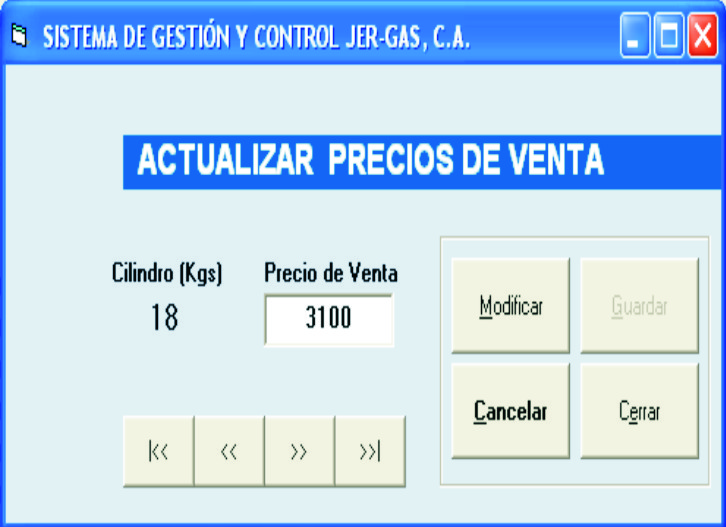 SISTEMA DE GESTIÓN Y CONTROL JER-GAS, C.A.
ACTUALIZAR PRECIOS DE VENTA
Cilindro (Kgs) Precio de Venta
18 3100
Modificar Guardar
Cancelar Cerrar
|<< << >> >>|